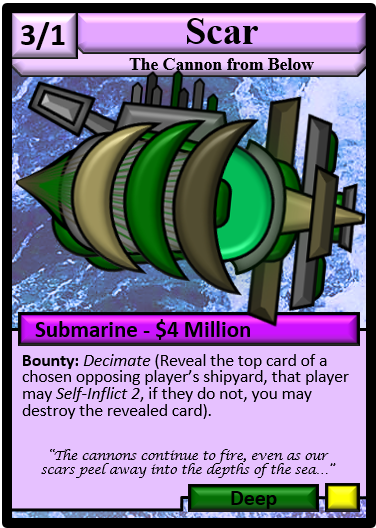 3/1
Scar
The Cannon from Below
Submarine - $4 Million
Bounty: Decimate (Reveal the top card of a
chosen opposing player's shipyard, that player
may Self-Inflict 2, if they do not, you may
destroy the revealed card).
“The cannons continue to fire, even as our
scars peel away into the depths of the sea...”
Deep